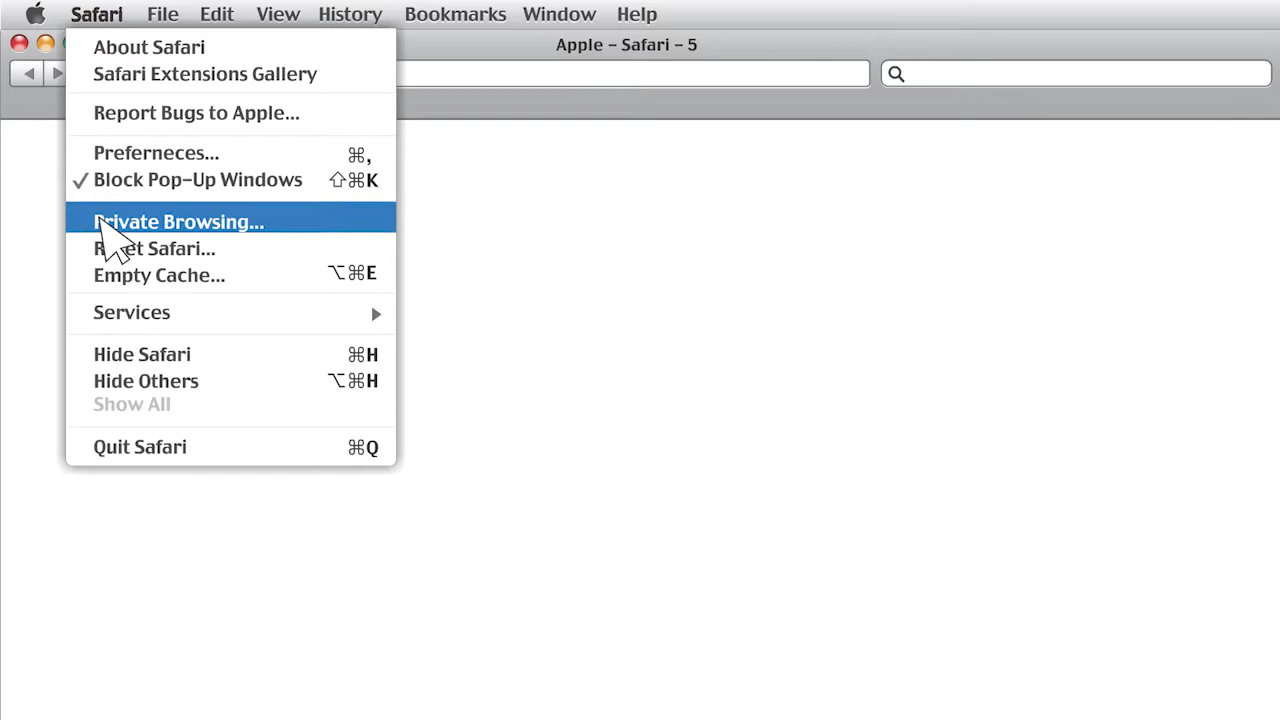 Safari File Edit View History Bookmarks Window Help
Apple – Safari – 5
About Safari
Safari Extensions Gallery
Report Bugs to Apple...
Preferneces... ⌘,
✓ Block Pop-Up Windows ⇧⌘K
Private Browsing...
Reset Safari...
Empty Cache... ⌥⌘E
Services ▶
Hide Safari ⌘H
Hide Others ⌥⌘H
Show All
Quit Safari ⌘Q